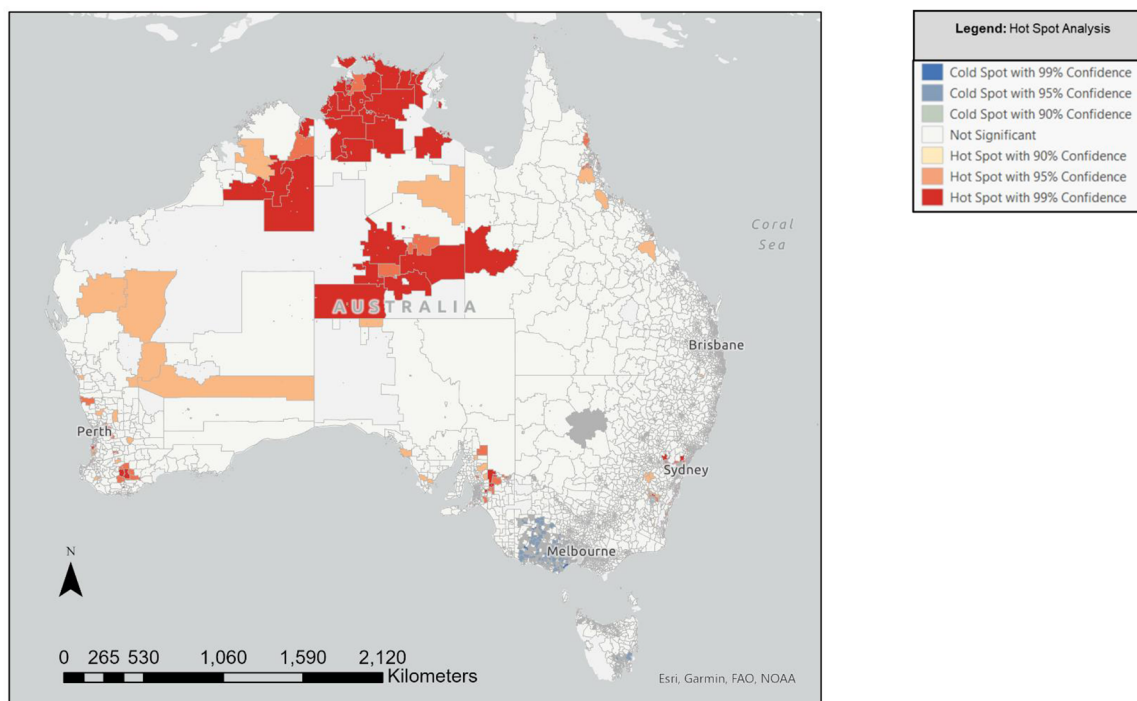 Legend: Hot Spot Analysis
Cold Spot with 99% Confidence
Cold Spot with 95% Confidence
Cold Spot with 90% Confidence
Not Significant
Hot Spot with 90% Confidence
Hot Spot with 95% Confidence
Hot Spot with 99% Confidence
Coral
Sea
AUSTRALIA
Brisbane
Perth
Sydney
Melbourne
N
0 265 530 1,060 1,590 2,120
Kilometers
Esri, Garmin, FAO, NOAA